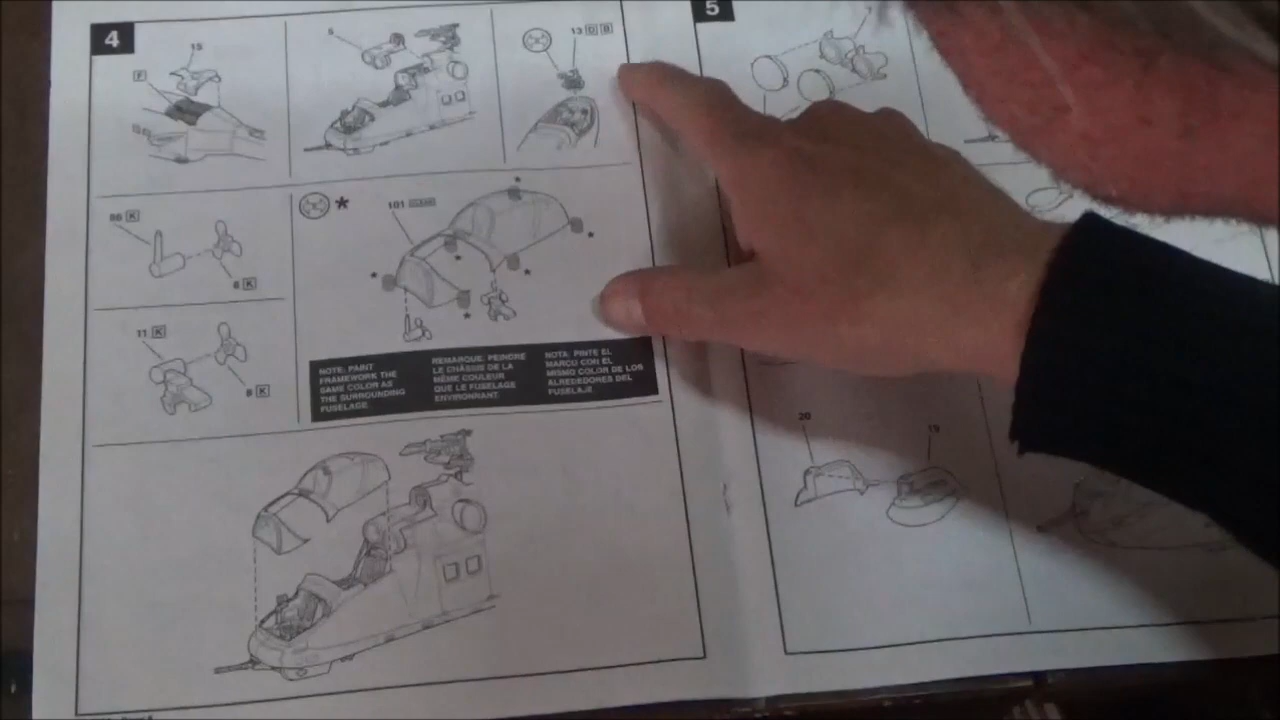 4
15
F
5
13 D B
5
86 K
6 K
*
101 CLEAR
*
*
*
*
*
*
11 K
8 K
NOTE: PAINT
FRAMEWORK THE
SAME COLOR AS
THE SURROUNDING
FUSELAGE.
REMARQUE: PEINDRE
LE CHÂSSIS DE LA
MÊME COULEUR
QUE LE FUSELAGE
ENVIRONNANT.
NOTA: PINTE EL
MARCO CON EL
MISMO COLOR DE LOS
ALREDEDORES DEL
FUSELAJE.
20
19